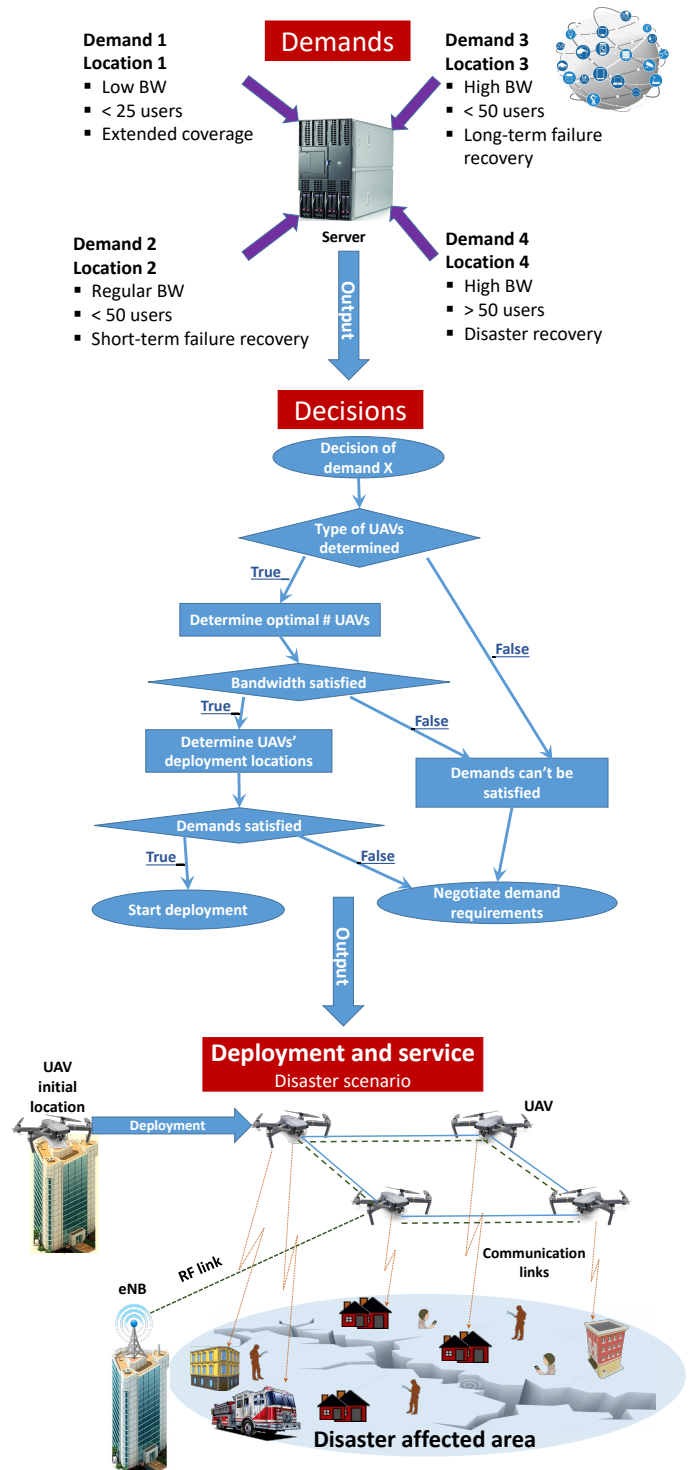 Demands
Demand 1
Location 1
▪ Low BW
▪ < 25 users
▪ Extended coverage
Demand 3
Location 3
▪ High BW
▪ < 50 users
▪ Long-term failure
recovery
Server
Demand 2
Location 2
▪ Regular BW
▪ < 50 users
▪ Short-term failure recovery
Demand 4
Location 4
▪ High BW
▪ > 50 users
▪ Disaster recovery
Output
Decisions
Decision of
demand X
Type of UAVs
determined
True
False
Determine optimal # UAVs
Bandwidth satisfied
True
False
Determine UAVs’
deployment locations
Demands can’t be
satisfied
Demands satisfied
True
False
Start deployment
Negotiate demand
requirements
Output
Deployment and service
Disaster scenario
UAV
initial
location
Deployment
UAV
RF link
Communication
links
eNB
Disaster affected area